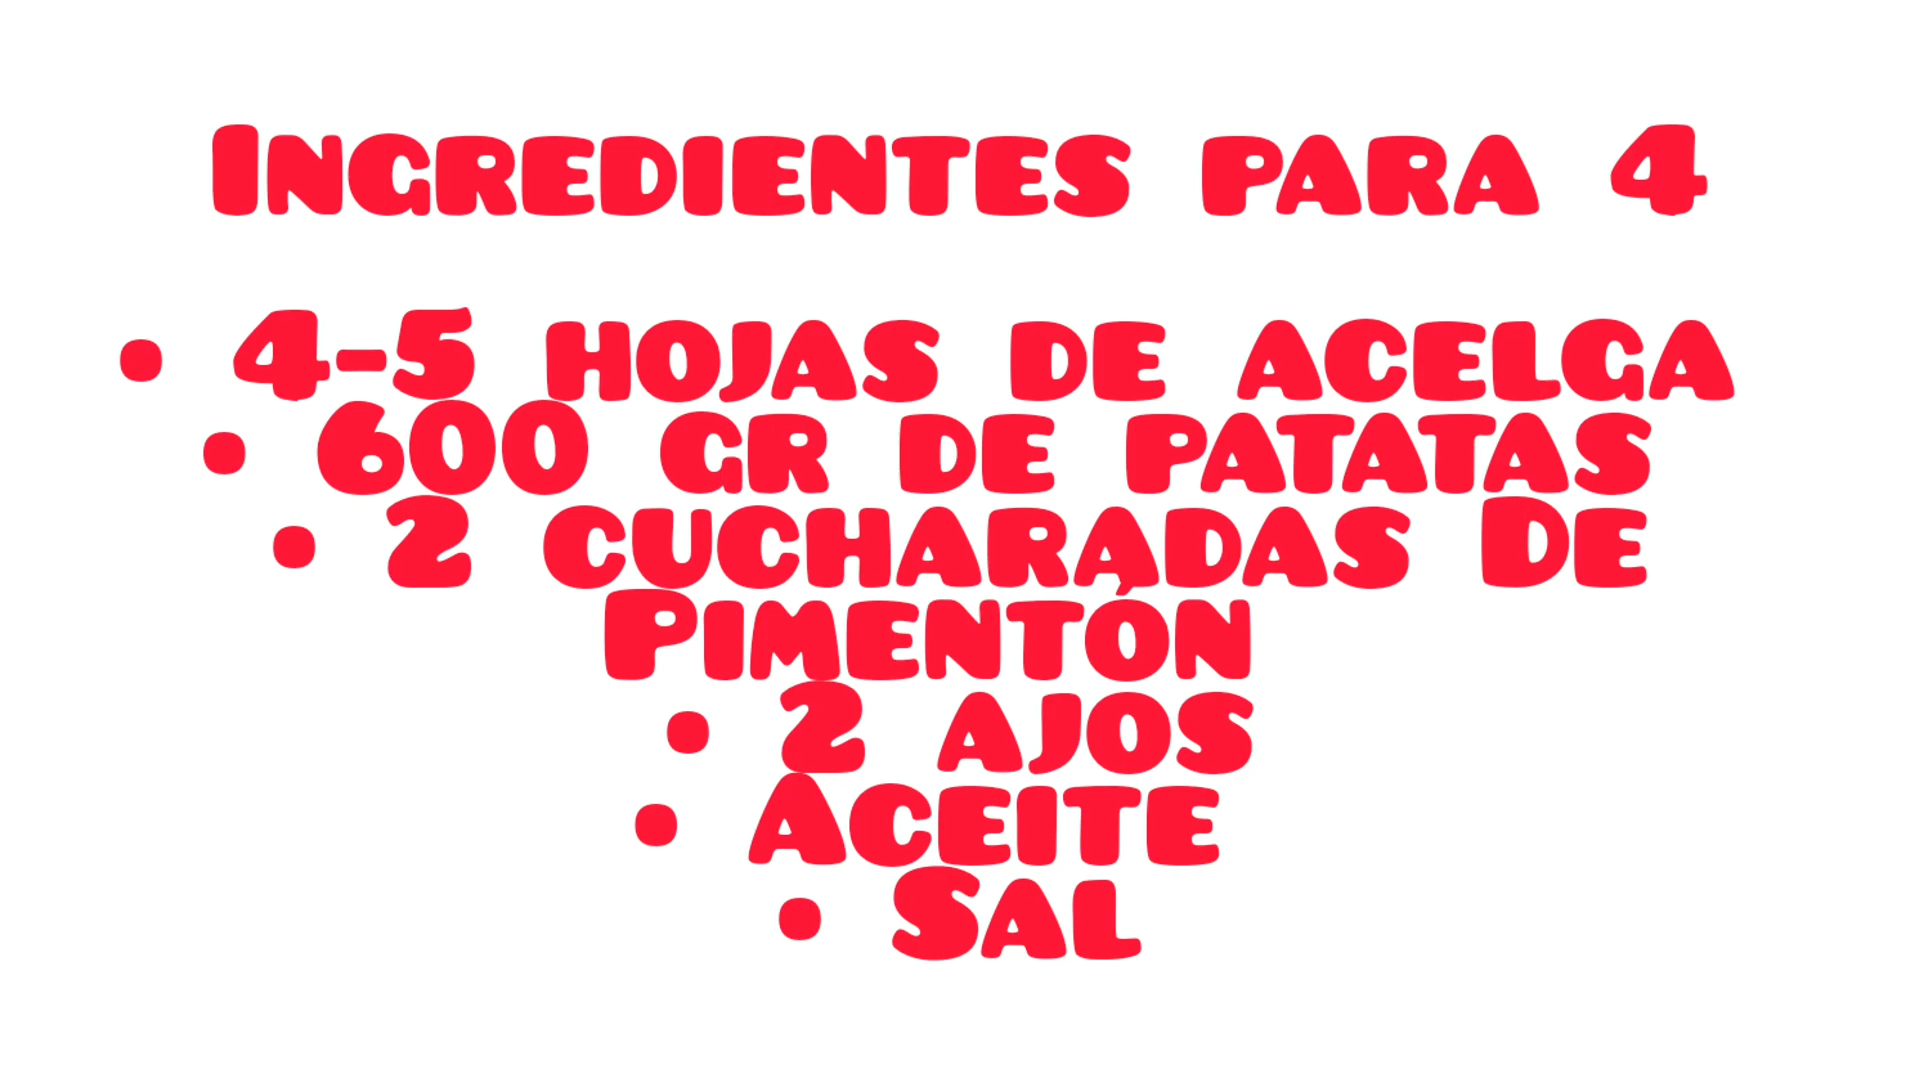 Ingredientes para 4
• 4-5 hojas de acelga
• 600 gr de patatas
• 2 cucharadas De
Pimentón
• 2 ajos
• Aceite
• Sal